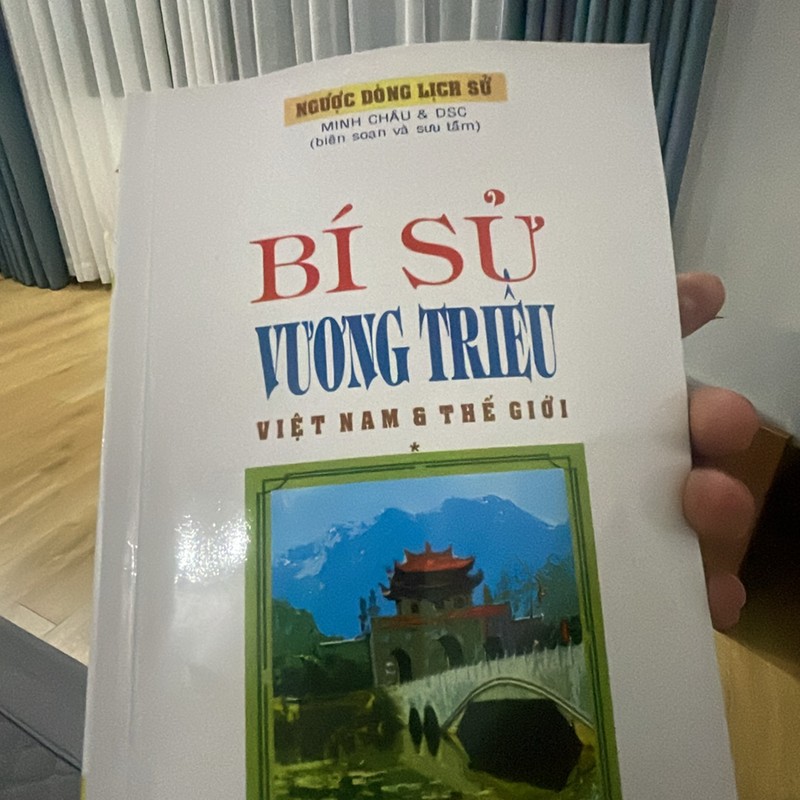 NGƯỢC DÒNG LỊCH SỬ
MINH CHÂU & DSC
(biên soạn và sưu tầm)
BÍ SỬ
VƯƠNG TRIỀU
VIỆT NAM & THẾ GIỚI
*